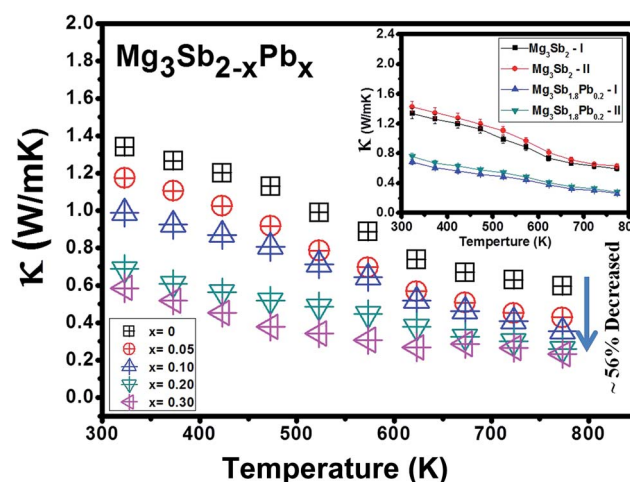 Mg3Sb2-xPbx
κ (W/mK)
2.0
1.8
1.6
1.4
1.2
1.0
0.8
0.6
0.4
0.2
0.0
300
400
500
600
700
800
Temperature (K)
x= 0
x= 0.05
x= 0.10
x= 0.20
x= 0.30
~ 56% Decreased
κ (W/mK)
2.4
2.0
1.6
1.2
0.8
0.4
0.0
300
400
500
600
700
80
Temperture (K)
Mg3Sb2 - I
Mg3Sb2 - II
Mg3Sb1.8Pb0.2 - I
Mg3Sb1.8Pb0.2 - II